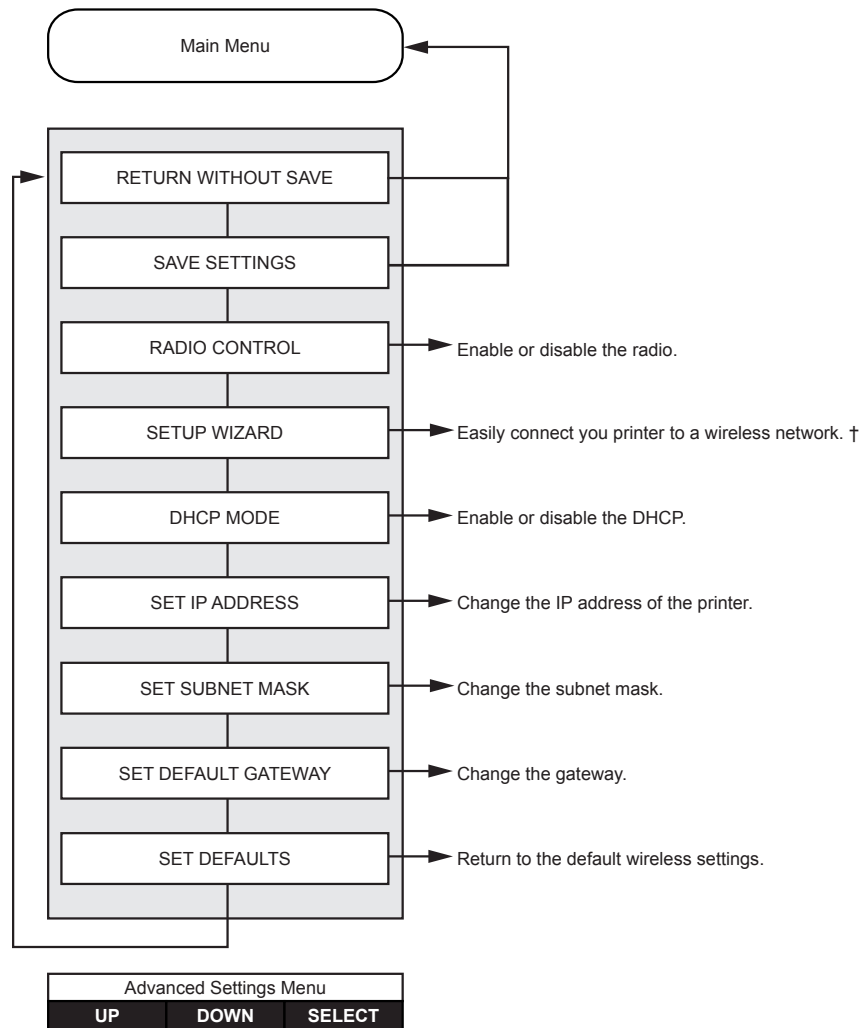 Main Menu
RETURN WITHOUT SAVE
SAVE SETTINGS
RADIO CONTROL
Enable or disable the radio.
SETUP WIZARD
Easily connect you printer to a wireless network. †
DHCP MODE
Enable or disable the DHCP.
SET IP ADDRESS
Change the IP address of the printer.
SET SUBNET MASK
Change the subnet mask.
SET DEFAULT GATEWAY
Change the gateway.
SET DEFAULTS
Return to the default wireless settings.
Advanced Settings Menu
UP DOWN SELECT